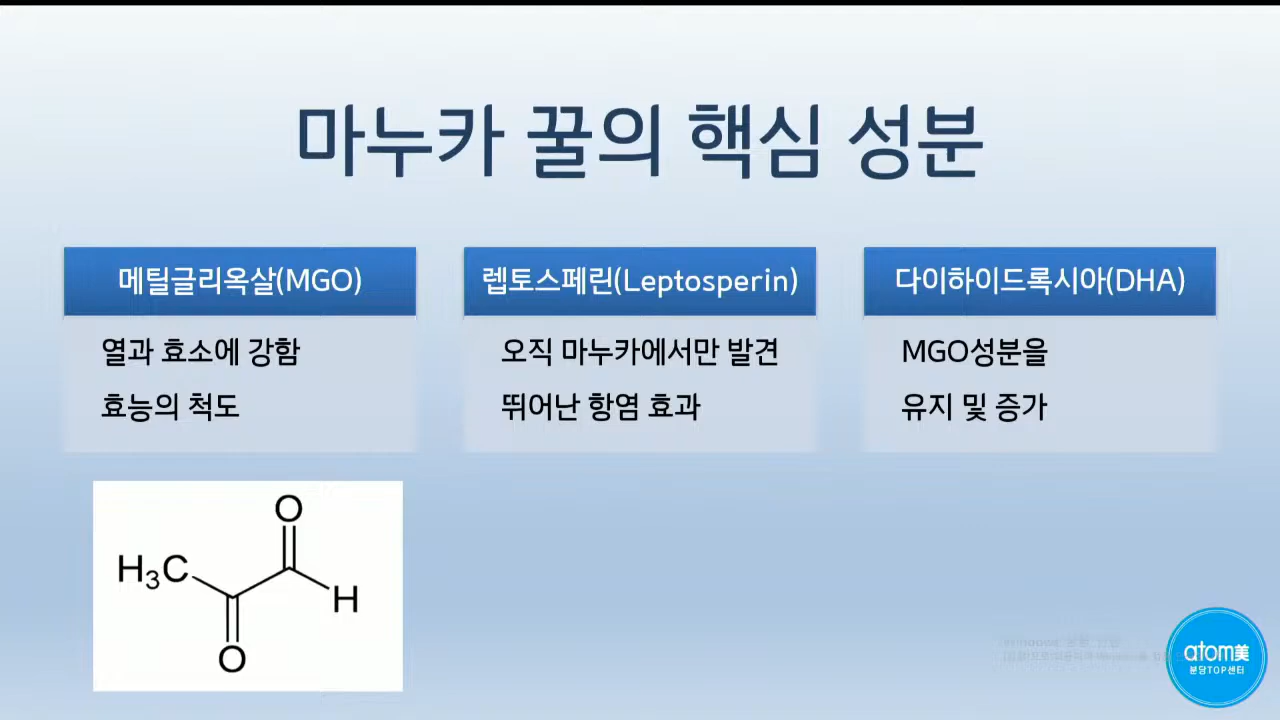 마누카 꿀의 핵심 성분
메틸글리옥살(MGO)
열과 효소에 강함
효능의 척도
렙토스페린(Leptosperin)
오직 마누카에서만 발견
뛰어난 항염 효과
다이하이드록시아(DHA)
MGO성분을
유지 및 증가
O
H3C
H
O
atom美
분당TOP센터